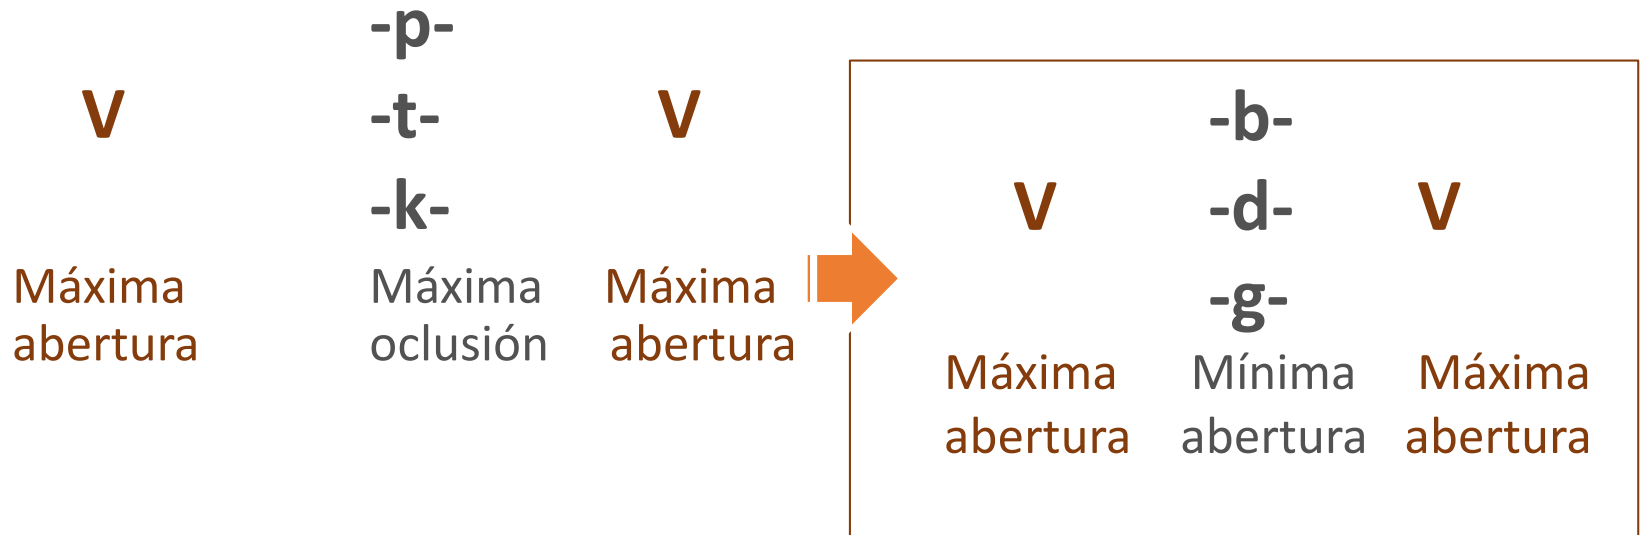 -p-
V -t- V
-k-
Máxima Máxima Máxima
abertura oclusión abertura
-b-
V -d- V
-g-
Máxima Mínima Máxima
abertura abertura abertura